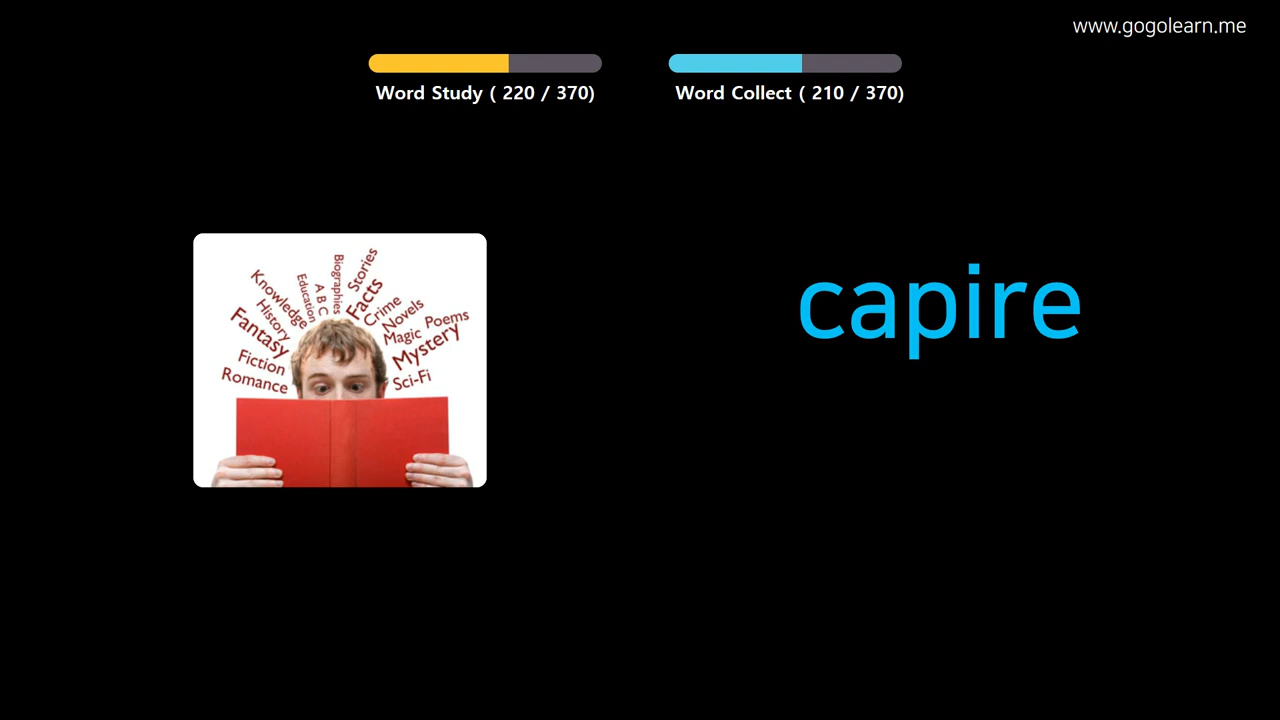 www.gogolearn.me
Word Study ( 220 / 370)
Word Collect ( 210 / 370)
capire
Stories
Biographies
Facts
A B C
Education
Crime
Knowledge
Novels
History
Poems
Magic
Fantasy
Mystery
Fiction
Sci-Fi
Romance